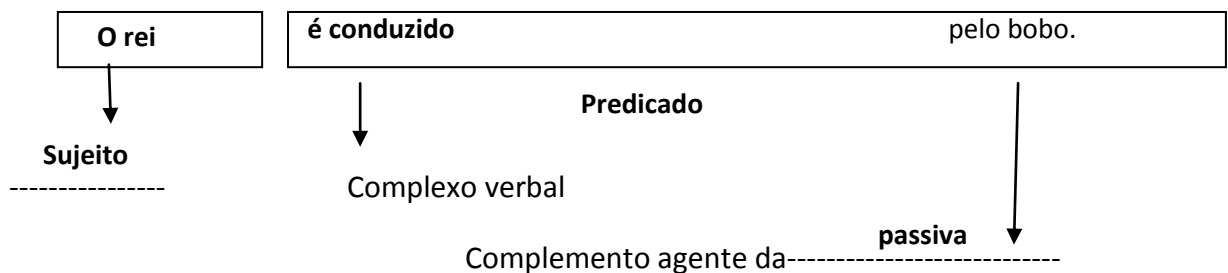 O rei é conduzido pelo bobo.
Predicado
Sujeito
---------------- Complexo verbal
passiva
Complemento agente da----------------------------